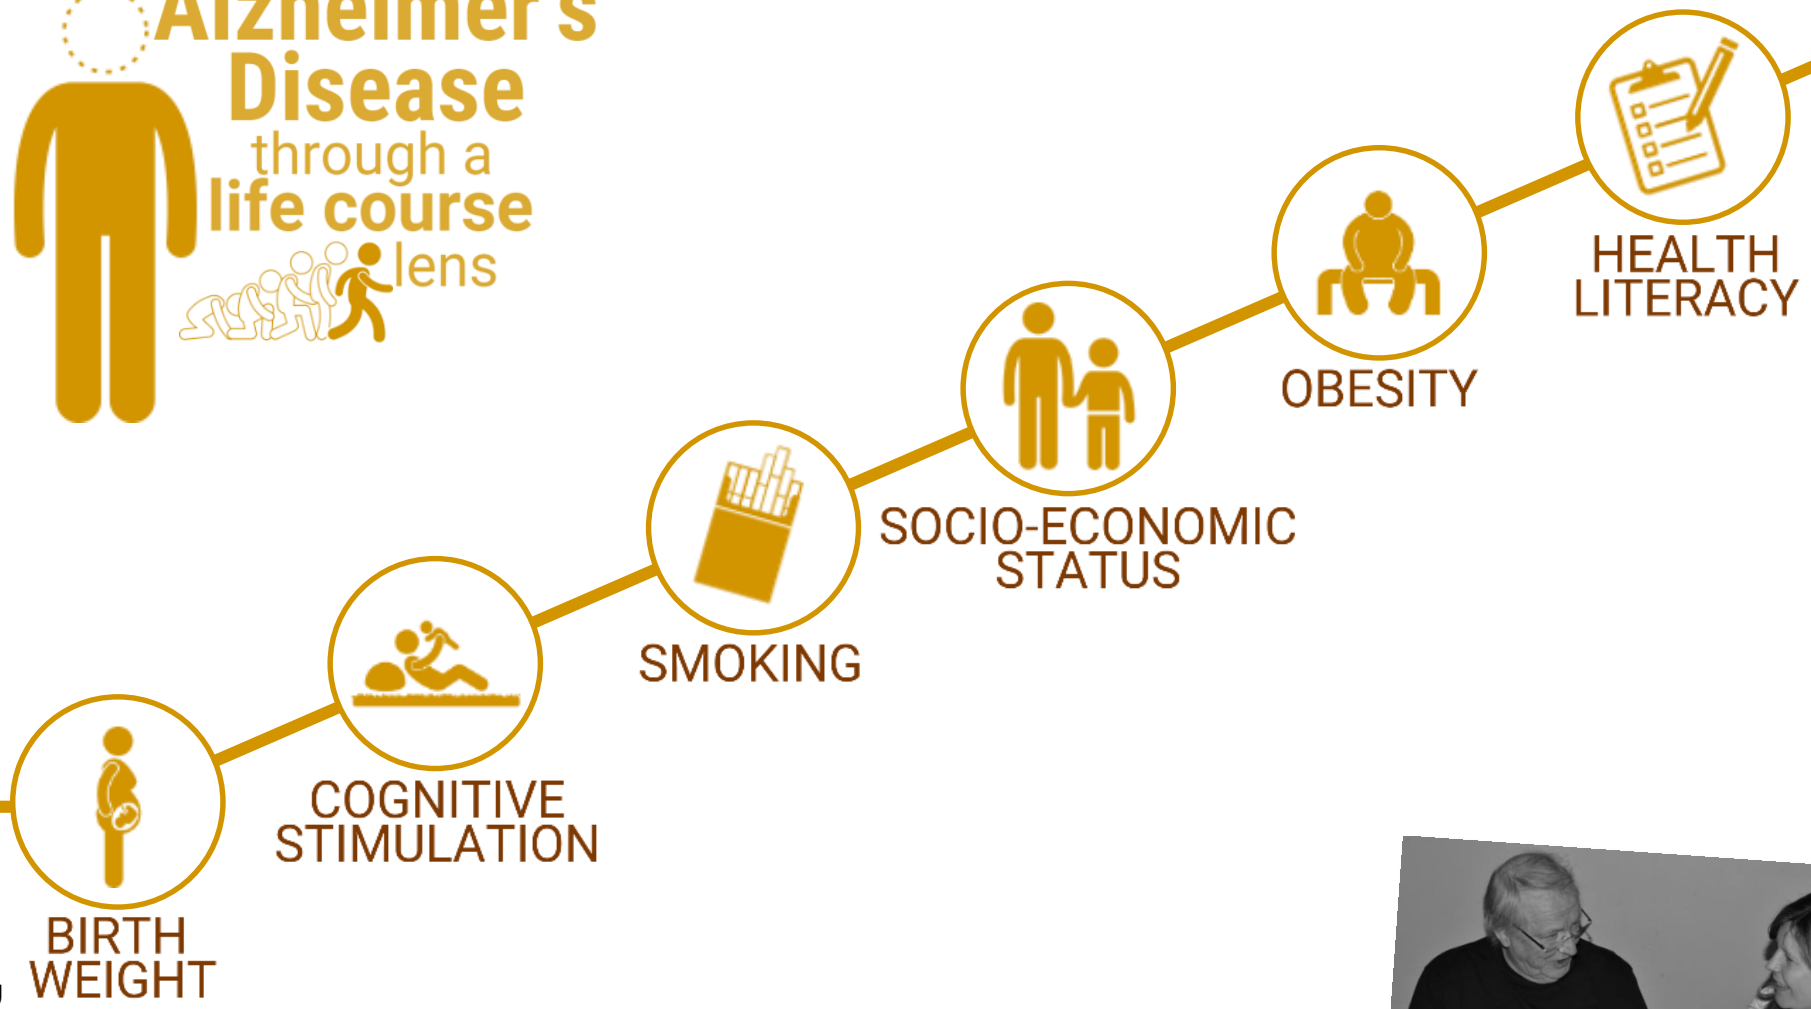 Alzheimer's
Disease
through a
life course
lens
HEALTH
LITERACY
OBESITY
SOCIO-ECONOMIC
STATUS
SMOKING
COGNITIVE
STIMULATION
BIRTH
WEIGHT